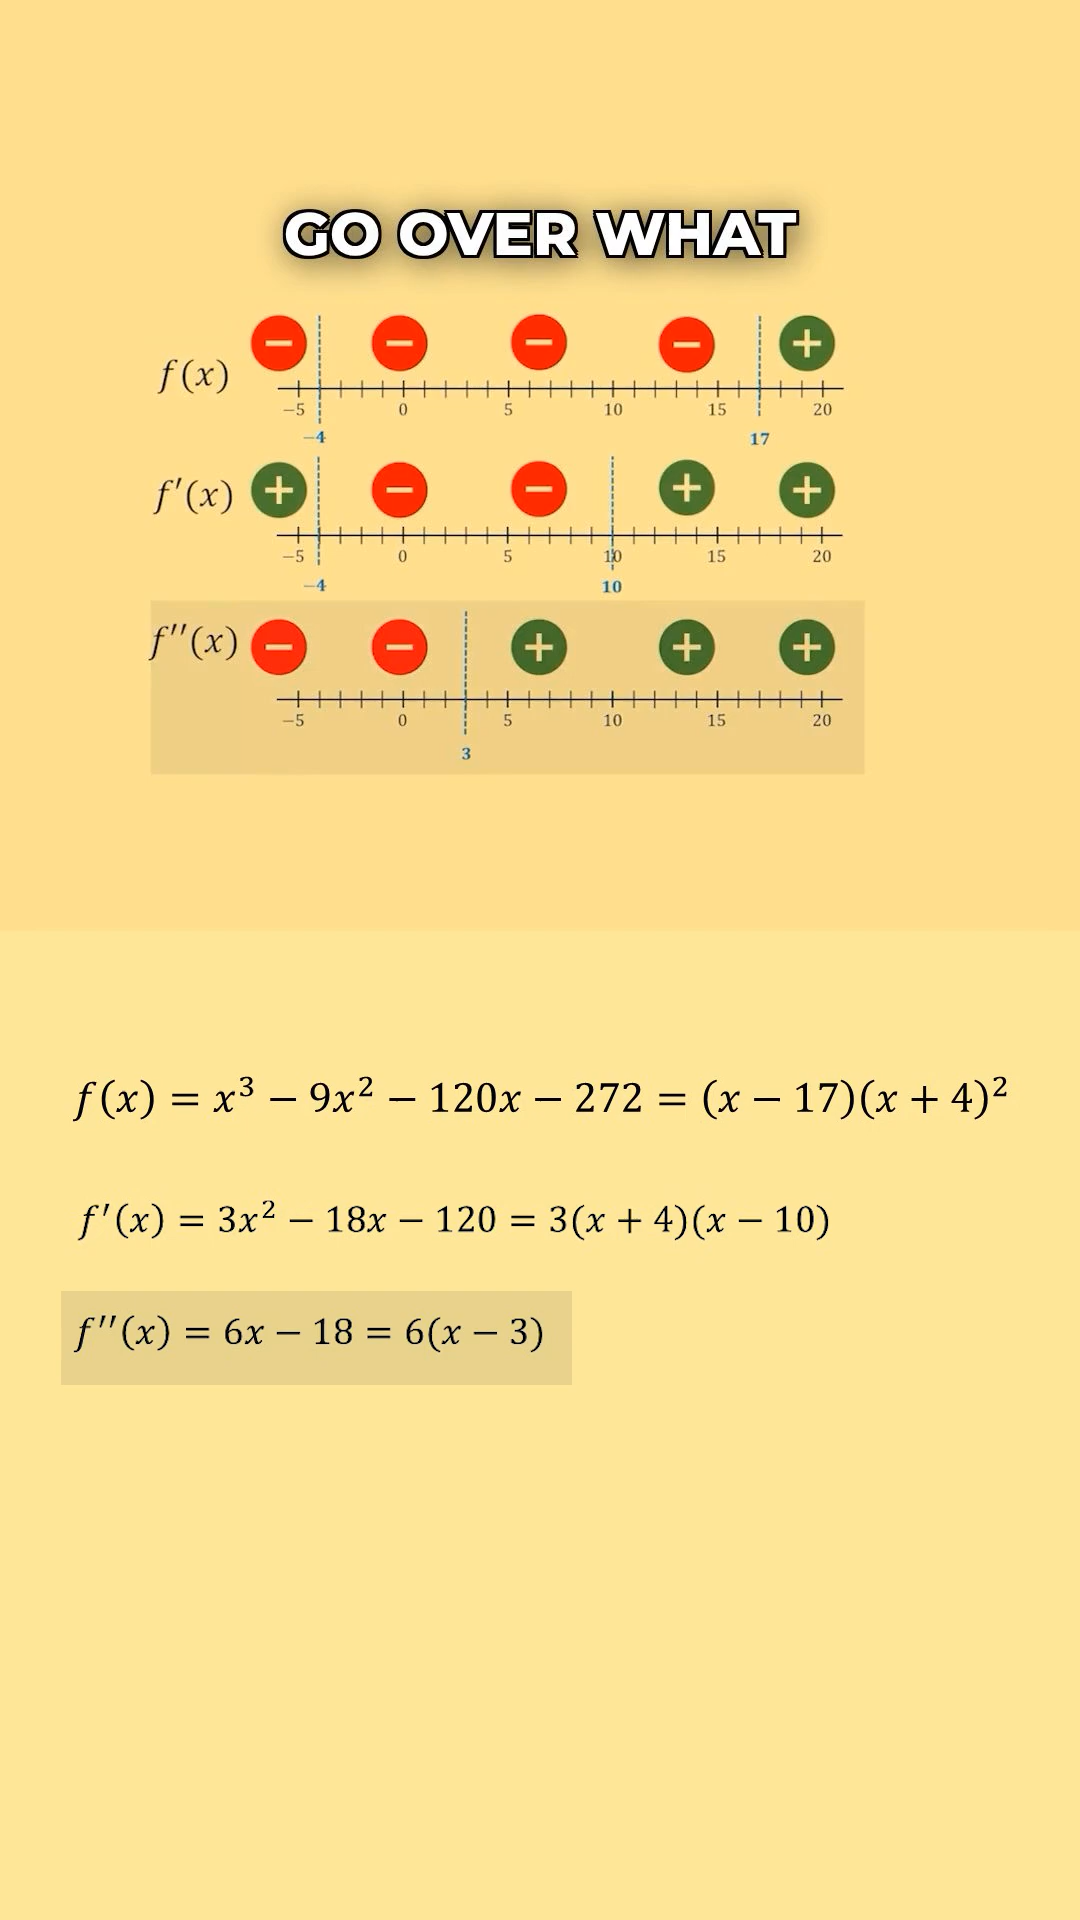 GO OVER WHAT
− − − − +
f(x)
−5 0 5 10 15 20
−4 17
+ − − + +
f′(x)
−5 0 5 10 15 20
−4 10
f′′(x) − − + + +
−5 0 5 10 15 20
3
f(x) = x³ − 9x² − 120x − 272 = (x − 17)(x + 4)²
f′(x) = 3x² − 18x − 120 = 3(x + 4)(x − 10)
f′′(x) = 6x − 18 = 6(x − 3)